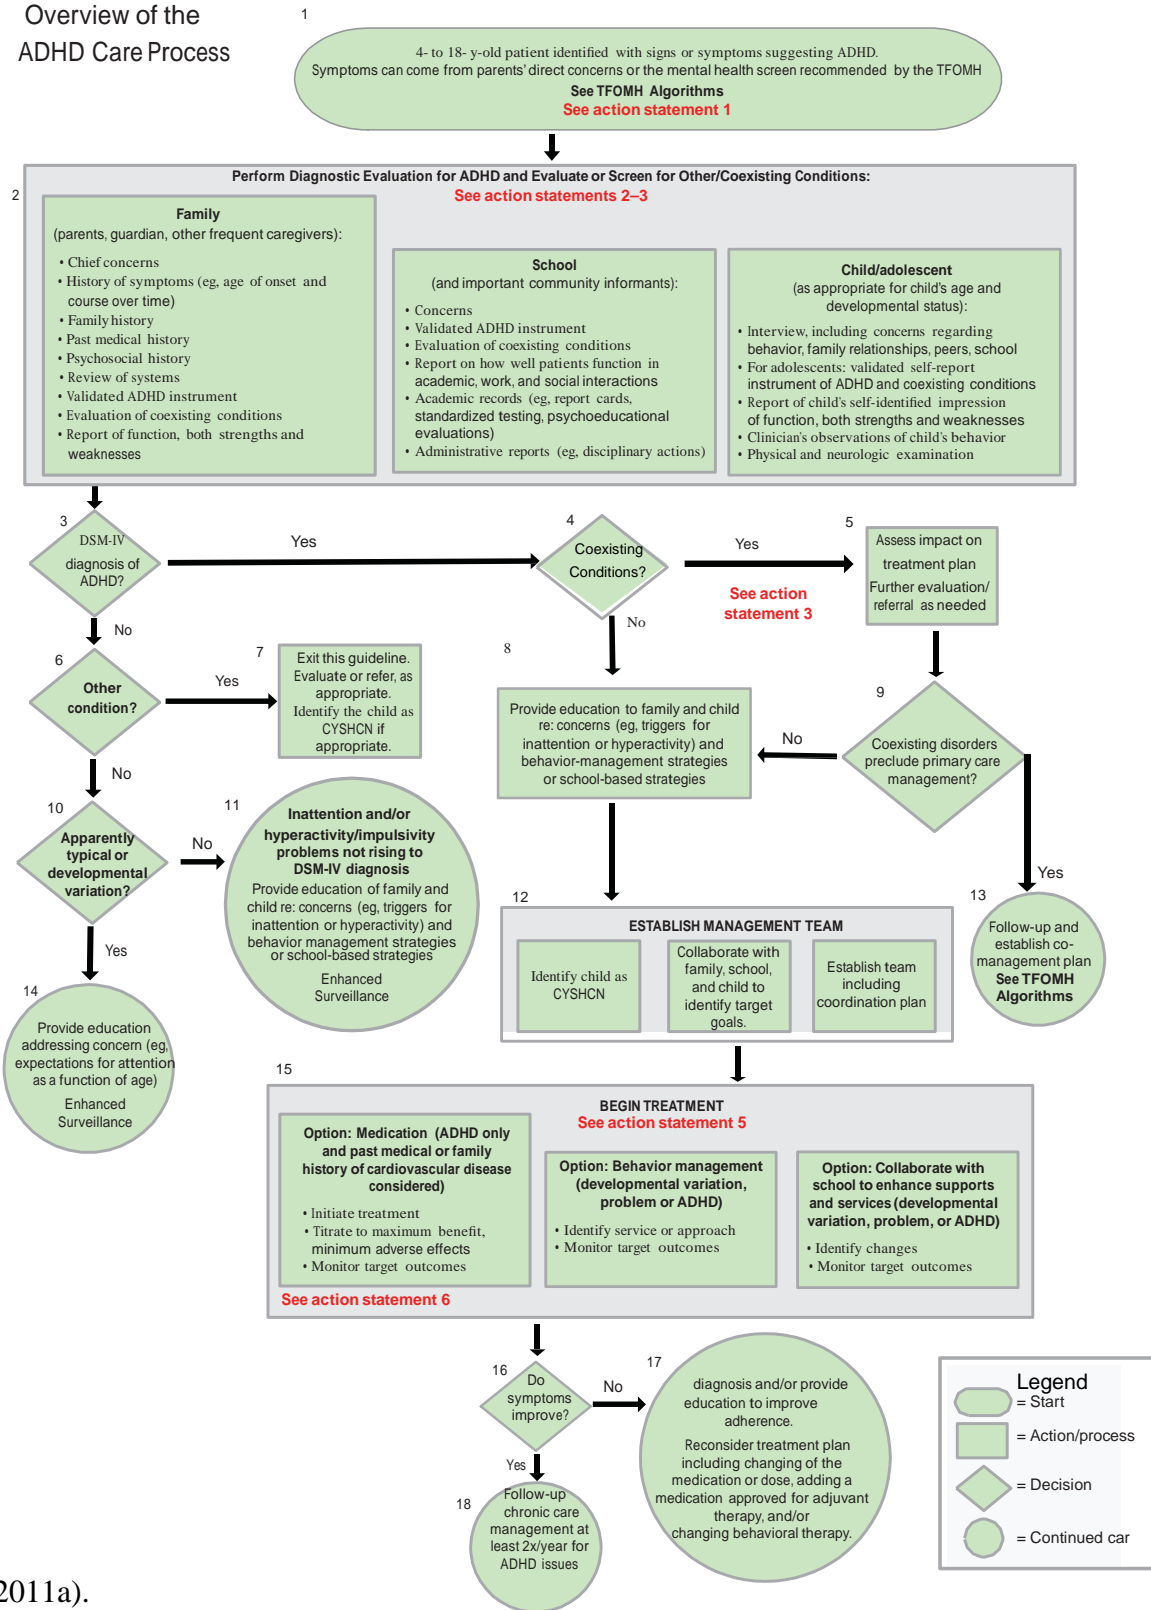 Overview of the
ADHD Care Process
1
4- to 18- y-old patient identified with signs or symptoms suggesting ADHD.
Symptoms can come from parents' direct concerns or the mental health screen recommended by the TFOMH
See TFOMH Algorithms
See action statement 1
2
Perform Diagnostic Evaluation for ADHD and Evaluate or Screen for Other/Coexisting Conditions:
See action statements 2–3
Family
(parents, guardian, other frequent caregivers):
• Chief concerns
• History of symptoms (eg, age of onset and
course over time)
• Family history
• Past medical history
• Psychosocial history
• Review of systems
• Validated ADHD instrument
• Evaluation of coexisting conditions
• Report of function, both strengths and
weaknesses
School
(and important community informants):
• Concerns
• Validated ADHD instrument
• Evaluation of coexisting conditions
• Report on how well patients function in
academic, work, and social interactions
• Academic records (eg, report cards,
standardized testing, psychoeducational
evaluations)
• Administrative reports (eg, disciplinary actions)
Child/adolescent
(as appropriate for child's age and
developmental status):
• Interview, including concerns regarding
behavior, family relationships, peers, school
• For adolescents: validated self-report
instrument of ADHD and coexisting conditions
• Report of child's self-identified impression
of function, both strengths and weaknesses
• Clinician's observations of child's behavior
• Physical and neurologic examination
3
DSM-IV
diagnosis of
ADHD?
Yes
4
Coexisting
Conditions?
Yes
See action
statement 3
5
Assess impact on
treatment plan
Further evaluation/
referral as needed
No
No
6
Other
condition?
Yes
7
Exit this guideline.
Evaluate or refer, as
appropriate.
Identify the child as
CYSHCN if
appropriate.
8
Provide education to family and child
re: concerns (eg, triggers for
inattention or hyperactivity) and
behavior-management strategies
or school-based strategies
No
9
Coexisting disorders
preclude primary care
management?
No
10
Apparently
typical or
developmental
variation?
No
11
Inattention and/or
hyperactivity/impulsivity
problems not rising to
DSM-IV diagnosis
Provide education of family and
child re: concerns (eg, triggers for
inattention or hyperactivity) and
behavior management strategies
or school-based strategies
Enhanced
Surveillance
Yes
12
ESTABLISH MANAGEMENT TEAM
Identify child as
CYSHCN
Collaborate with
family, school,
and child to
identify target
goals.
Establish team
including
coordination plan
Yes
13
Follow-up and
establish co-
management plan
See TFOMH
Algorithms
14
Provide education
addressing concern (eg,
expectations for attention
as a function of age)
Enhanced
Surveillance
15
BEGIN TREATMENT
See action statement 5
Option: Medication (ADHD only
and past medical or family
history of cardiovascular disease
considered)
• Initiate treatment
• Titrate to maximum benefit,
minimum adverse effects
• Monitor target outcomes
Option: Behavior management
(developmental variation,
problem or ADHD)
• Identify service or approach
• Monitor target outcomes
Option: Collaborate with
school to enhance supports
and services (developmental
variation, problem, or ADHD)
• Identify changes
• Monitor target outcomes
See action statement 6
16
Do
symptoms
improve?
No
17
diagnosis and/or provide
education to improve
adherence.
Reconsider treatment plan
including changing of the
medication or dose, adding a
medication approved for adjuvant
therapy, and/or
changing behavioral therapy.
Yes
18
Follow-up
chronic care
management at
least 2x/year for
ADHD issues
Legend
= Start
= Action/process
= Decision
= Continued car
2011a).